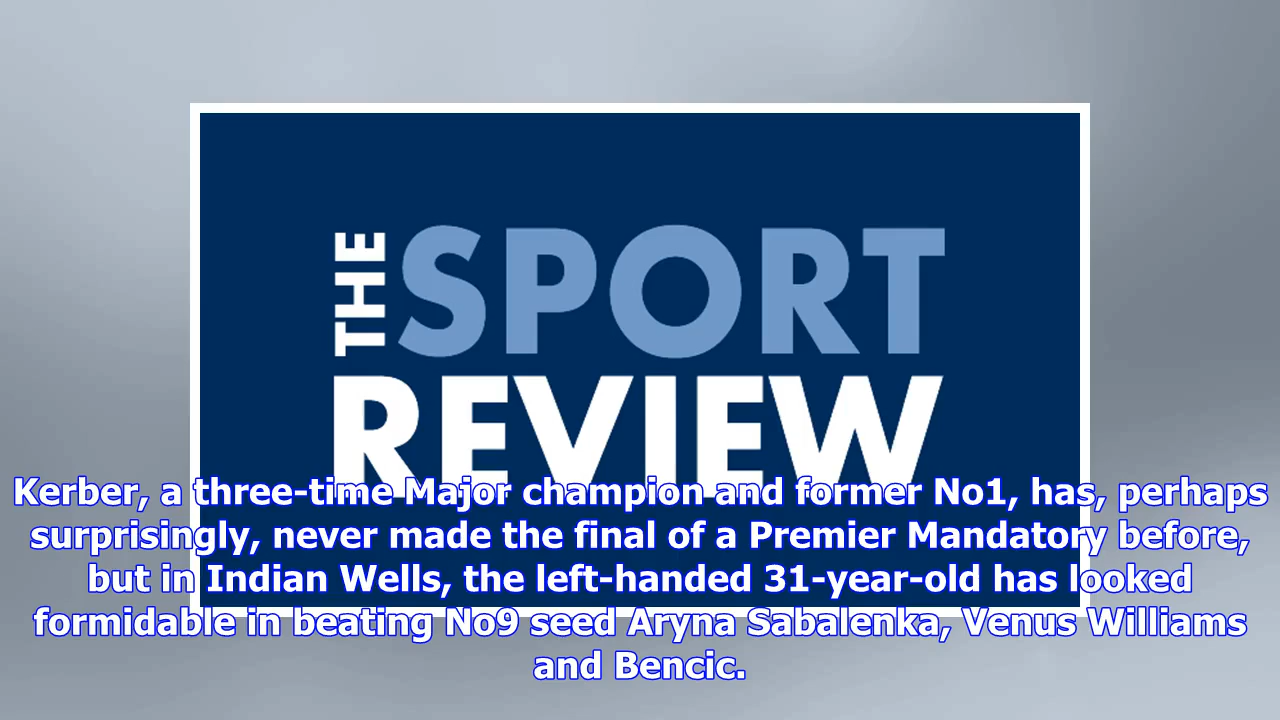 THE
SPORT
REVIEW
Kerber, a three-time Major champion and former No1, has, perhaps
surprisingly, never made the final of a Premier Mandatory before,
but in Indian Wells, the left-handed 31-year-old has looked
formidable in beating No9 seed Aryna Sabalenka, Venus Williams
and Bencic.